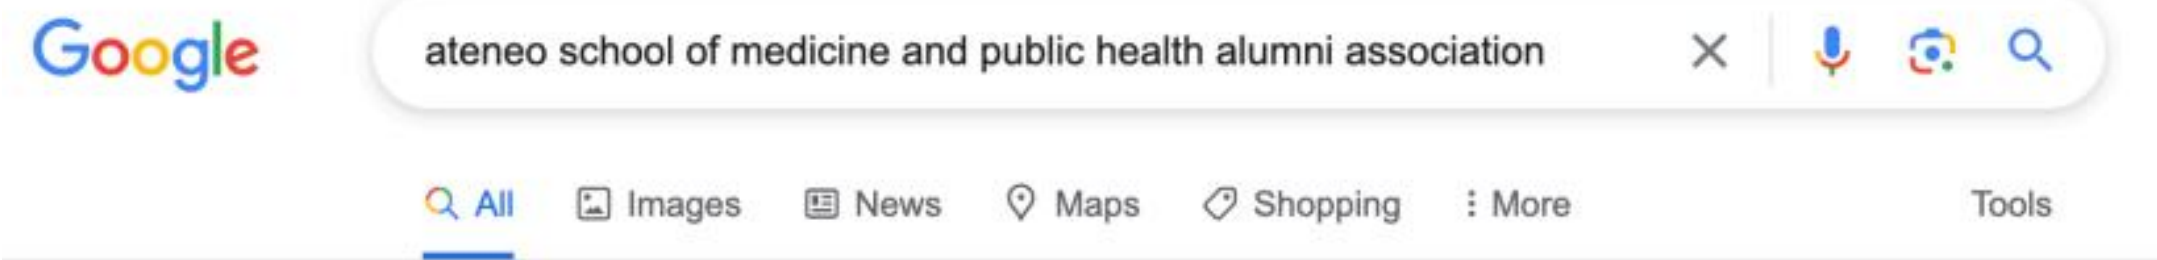 Google ateneo school of medicine and public health alumni association
All Images News Maps Shopping More Tools